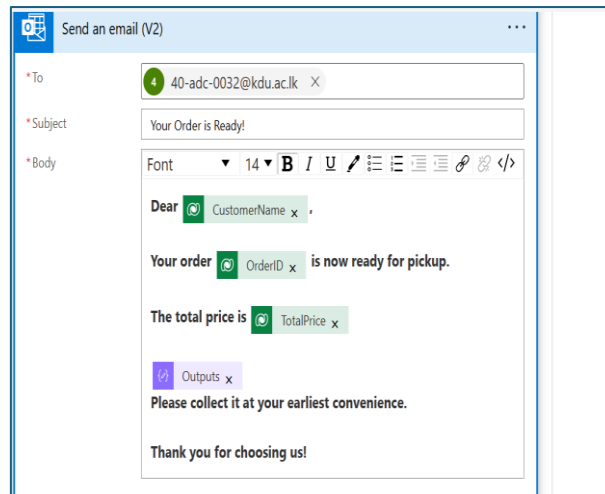 Send an email (V2)
* To
4 40-adc-0032@kdu.ac.lk X
* Subject
Your Order is Ready!
* Body
Font 14 B I U </>
Dear CustomerName x ,
Your order OrderID x is now ready for pickup.
The total price is TotalPrice x
Outputs x
Please collect it at your earliest convenience.
Thank you for choosing us!